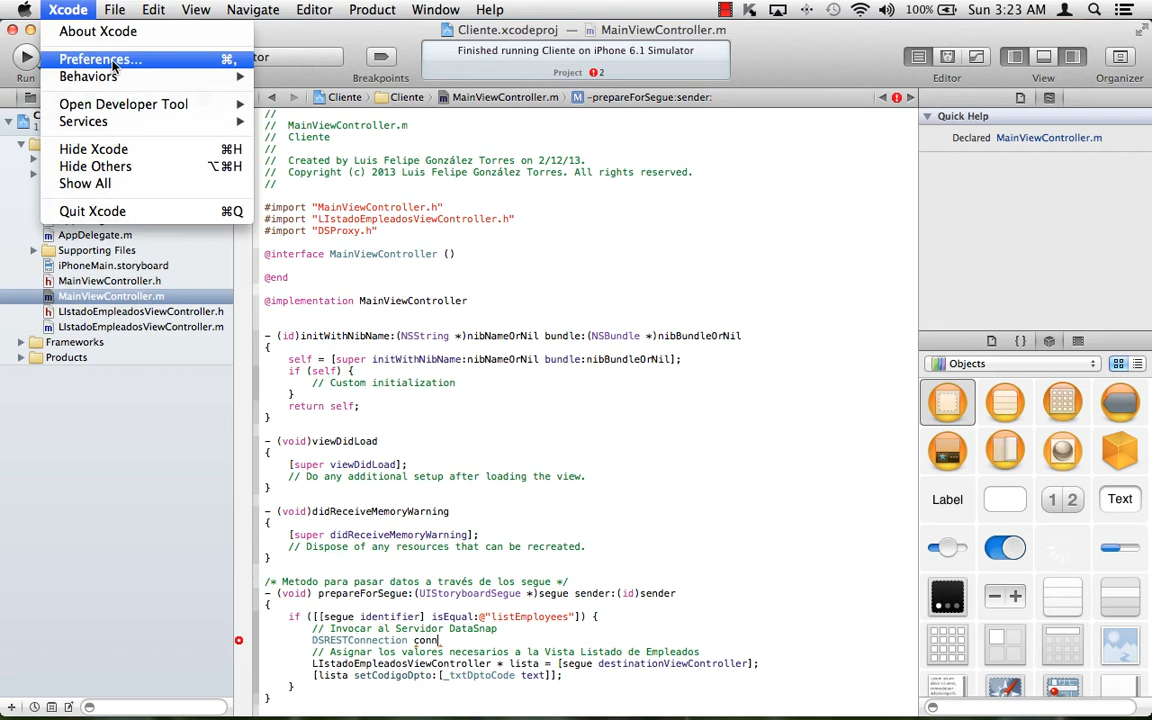 Xcode File Edit View Navigate Editor Product Window Help 100% Sun 3:23 AM
About Xcode
Preferences... ⌘,
Behaviors
Open Developer Tool
Services
Hide Xcode ⌘H
Hide Others ⌥⌘H
Show All
Quit Xcode ⌘Q
Cliente.xcodeproj — MainViewController.m
Run
tor
Breakpoints
Finished running Cliente on iPhone 6.1 Simulator
Project 2
Editor View Organizer
Cliente Cliente MainViewController.m -prepareForSegue:sender:
C
1
AppDelegate.m
Supporting Files
iPhoneMain.storyboard
MainViewController.h
MainViewController.m
LIstadoEmpleadosViewController.h
LIstadoEmpleadosViewController.m
Frameworks
Products
//
// MainViewController.m
// Cliente
//
// Created by Luis Felipe González Torres on 2/12/13.
// Copyright (c) 2013 Luis Felipe González Torres. All rights reserved.
//
#import "MainViewController.h"
#import "LIstadoEmpleadosViewController.h"
#import "DSProxy.h"
@interface MainViewController ()
@end
@implementation MainViewController
- (id)initWithNibName:(NSString *)nibNameOrNil bundle:(NSBundle *)nibBundleOrNil
{
self = [super initWithNibName:nibNameOrNil bundle:nibBundleOrNil];
if (self) {
// Custom initialization
}
return self;
}
- (void)viewDidLoad
{
[super viewDidLoad];
// Do any additional setup after loading the view.
}
- (void)didReceiveMemoryWarning
{
[super didReceiveMemoryWarning];
// Dispose of any resources that can be recreated.
}
/* Metodo para pasar datos a través de los segue */
- (void) prepareForSegue:(UIStoryboardSegue *)segue sender:(id)sender
{
if ([[segue identifier] isEqual:@"listEmployees"]) {
// Invocar al Servidor DataSnap
DSRESTConnection conn
// Asignar los valores necesarios a la Vista Listado de Empleados
LIstadoEmpleadosViewController * lista = [segue destinationViewController];
[lista setCodigoDpto:[_txtDptoCode text]];
}
}
Quick Help
Declared MainViewController.m
Objects
Label 1 2 Text